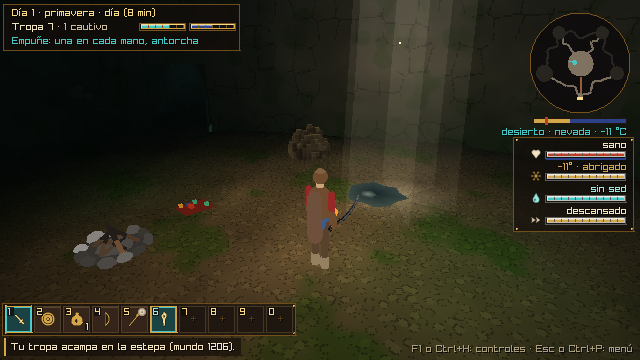 Día 1 · primavera · día (8 min)
Tropa 7 · 1 cautivo
Empuñe: una en cada mano, antorcha
desierto · nevada · -11 °C
sano
-11° · abrigado
sin sed
descansado
1 2 3 4 5 6 7 8 9 0
1
Tu tropa acampa en la estepa (mundo 1206).
F1 o Ctrl+H: controles · Esc o Ctrl+P: menú